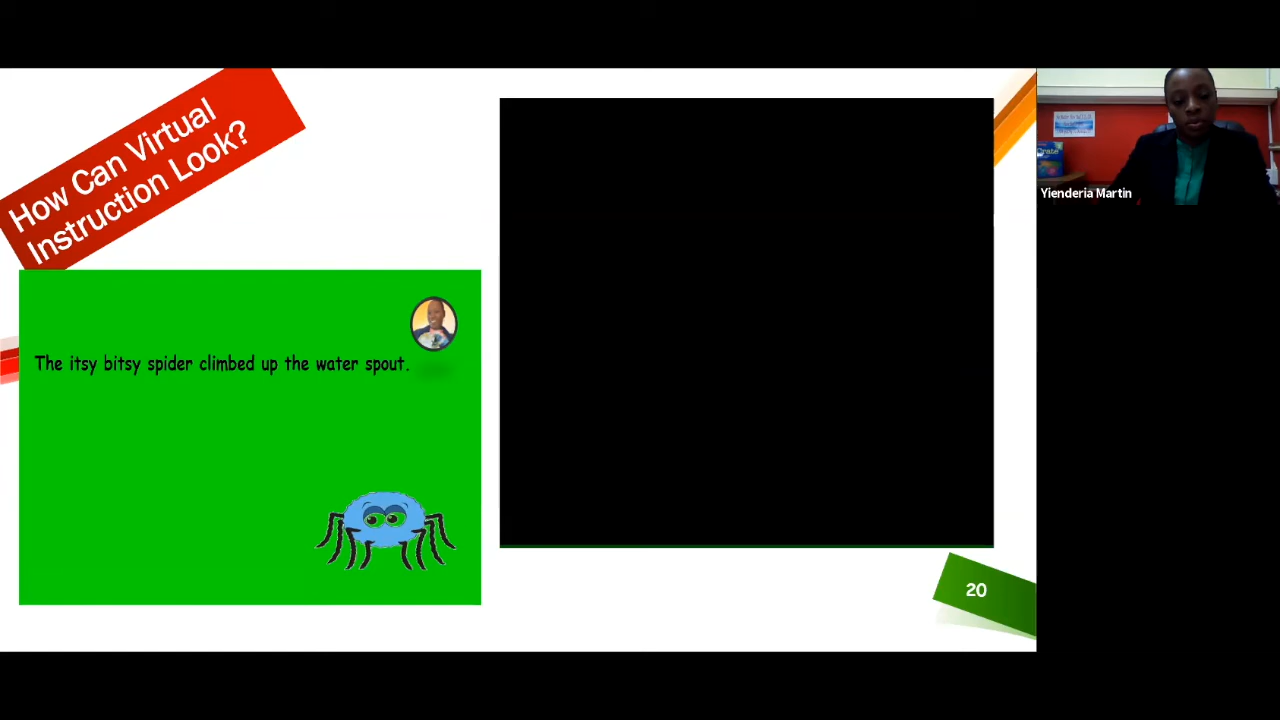 How Can Virtual
Instruction Look?
The itsy bitsy spider climbed up the water spout.
20
Yienderia Martin